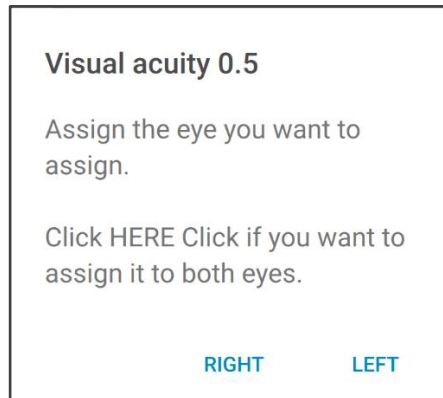 Visual acuity 0.5
Assign the eye you want to
assign.
Click HERE Click if you want to
assign it to both eyes.
RIGHT LEFT